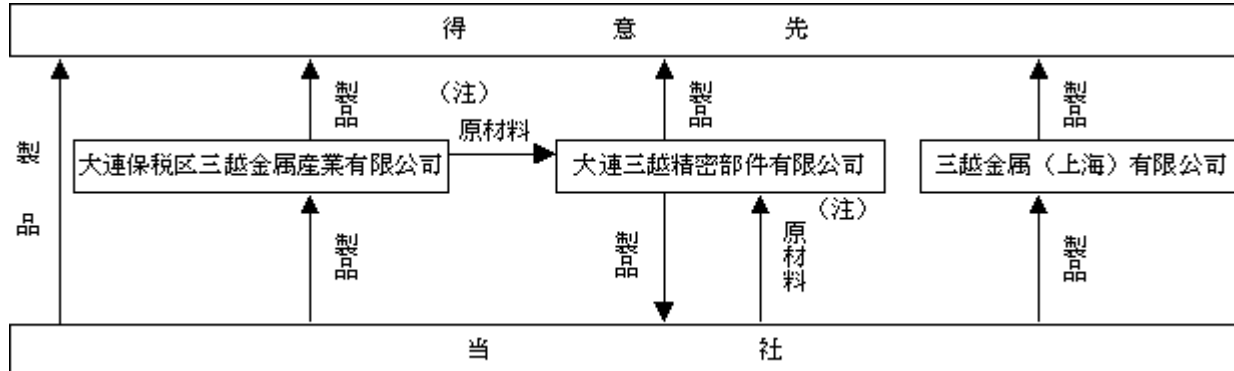 得意先
製品
製品
(注)
原材料
製品
製品
大連保税区三越金属産業有限公司
大連三越精密部件有限公司
三越金属(上海)有限公司
(注)
製品
製品
原材料
製品
当社